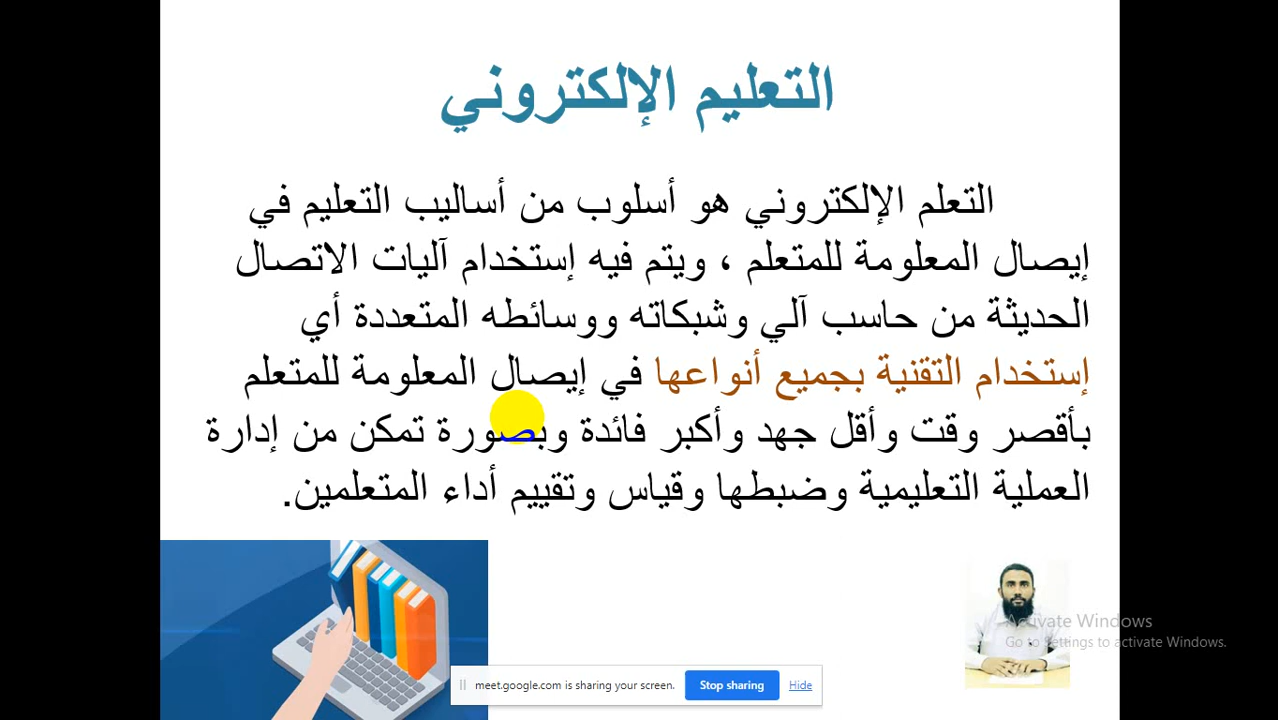 التعليم الإلكتروني
التعلم الإلكتروني هو أسلوب من أساليب التعليم في
إيصال المعلومة للمتعلم ، ويتم فيه إستخدام آليات الاتصال
الحديثة من حاسب آلي وشبكاته ووسائطه المتعددة أي
إستخدام التقنية بجميع أنواعها في إيصال المعلومة للمتعلم
بأقصر وقت وأقل جهد وأكبر فائدة وبصورة تمكن من إدارة
العملية التعليمية وضبطها وقياس وتقييم أداء المتعلمين.
Activate Windows
Go to Settings to activate Windows.
meet.google.com is sharing your screen. Stop sharing Hide